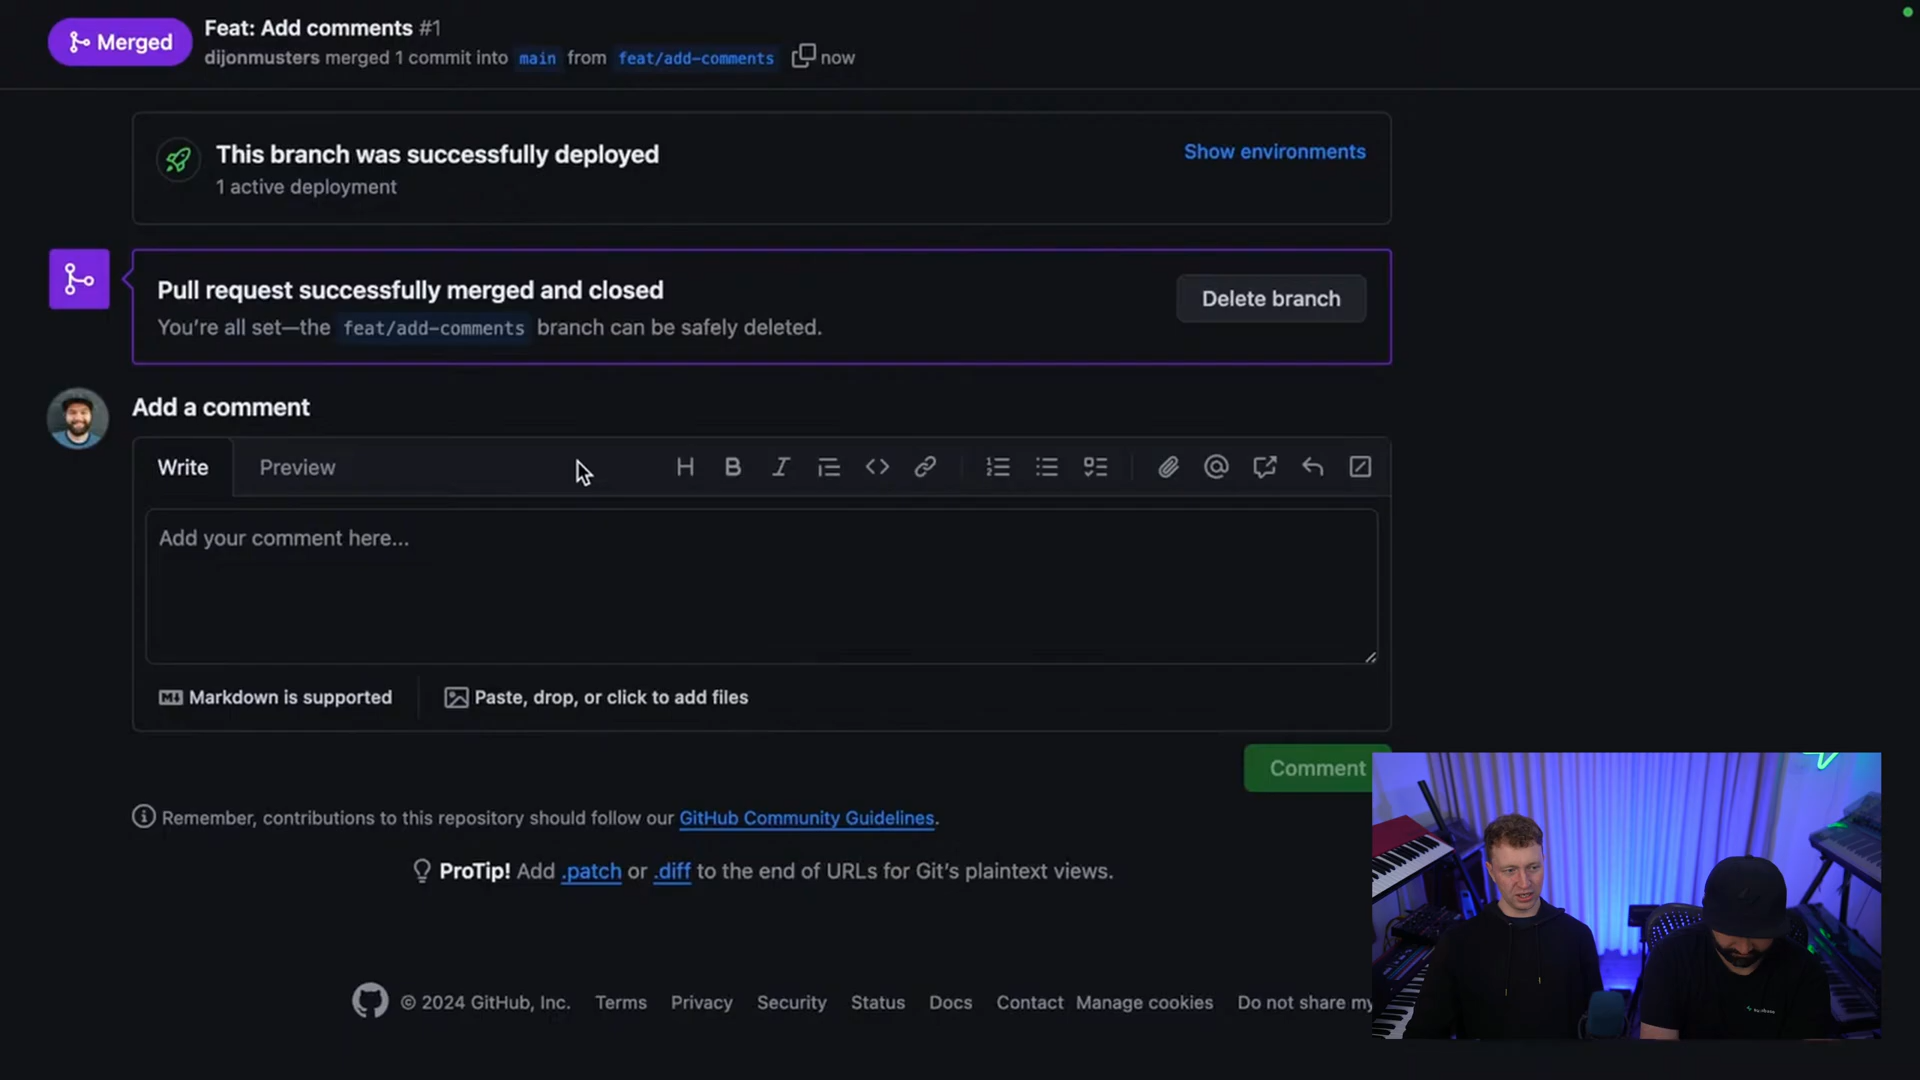 Merged
Feat: Add comments #1
dijonmusters merged 1 commit into main from feat/add-comments now
This branch was successfully deployed
1 active deployment
Show environments
Pull request successfully merged and closed
You're all set—the feat/add-comments branch can be safely deleted.
Delete branch
Add a comment
Write
Preview
Add your comment here...
Markdown is supported
Paste, drop, or click to add files
Comment
Remember, contributions to this repository should follow our GitHub Community Guidelines.
ProTip! Add .patch or .diff to the end of URLs for Git's plaintext views.
© 2024 GitHub, Inc. Terms Privacy Security Status Docs Contact Manage cookies Do not share my